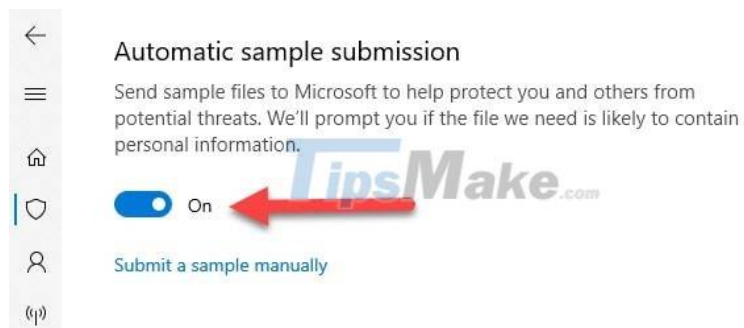 Automatic sample submission
Send sample files to Microsoft to help protect you and others from
potential threats. We'll prompt you if the file we need is likely to contain
personal information.
TipsMake.com
On
Submit a sample manually